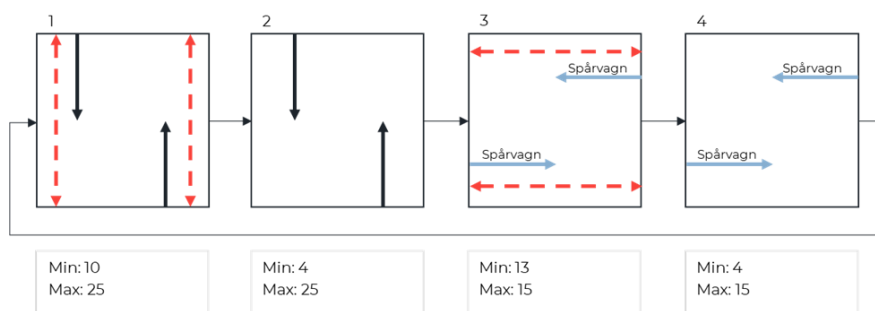 1
2
3
4
Spårvagn
Spårvagn
Spårvagn
Spårvagn
Min: 10
Max: 25
Min: 4
Max: 25
Min: 13
Max: 15
Min: 4
Max: 15